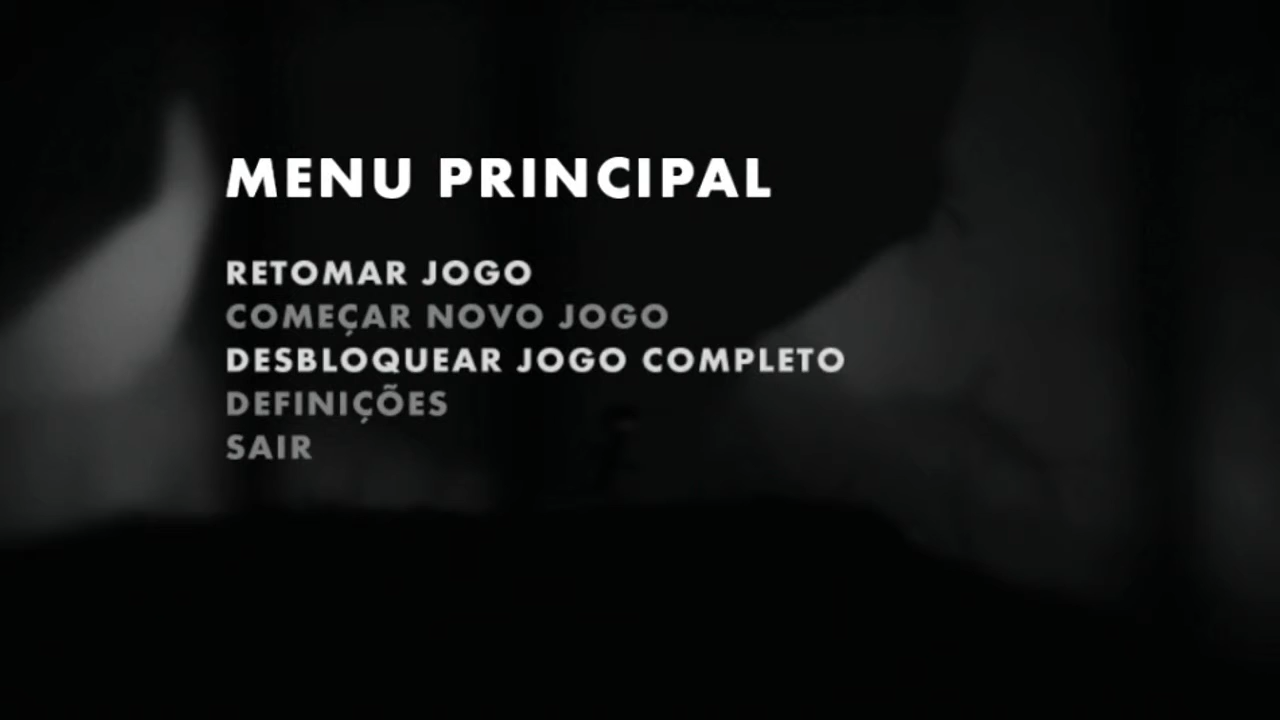 MENU PRINCIPAL
RETOMAR JOGO
COMEÇAR NOVO JOGO
DESBLOQUEAR JOGO COMPLETO
DEFINIÇÕES
SAIR